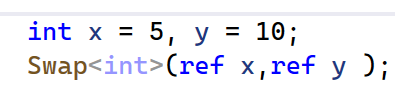 int x = 5, y = 10;
Swap<int>(ref x,ref y );